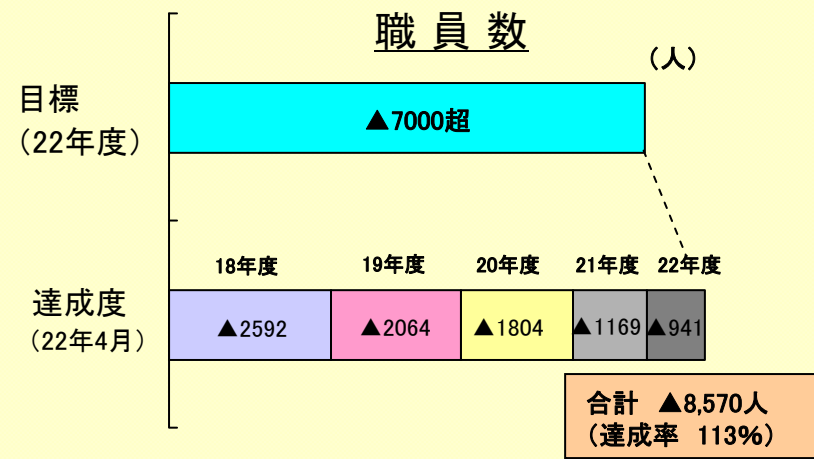 職員数
（人）
目標
（22年度）
▲7000超
18年度
19年度
20年度
21年度
22年度
達成度
（22年4月）
▲2592
▲2064
▲1804
▲1169
▲941
合計　▲8,570人
（達成率　113%）